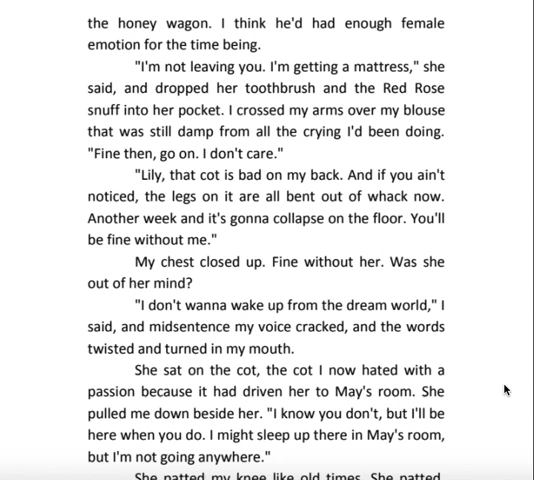 the honey wagon. I think he'd had enough female
emotion for the time being.
"I'm not leaving you. I'm getting a mattress," she
said, and dropped her toothbrush and the Red Rose
snuff into her pocket. I crossed my arms over my blouse
that was still damp from all the crying I'd been doing.
"Fine then, go on. I don't care."
"Lily, that cot is bad on my back. And if you ain't
noticed, the legs on it are all bent out of whack now.
Another week and it's gonna collapse on the floor. You'll
be fine without me."
My chest closed up. Fine without her. Was she
out of her mind?
"I don't wanna wake up from the dream world," I
said, and midsentence my voice cracked, and the words
twisted and turned in my mouth.
She sat on the cot, the cot I now hated with a
passion because it had driven her to May's room. She
pulled me down beside her. "I know you don't, but I'll be
here when you do. I might sleep up there in May's room,
but I'm not going anywhere."
She patted my knee like old times. She patted